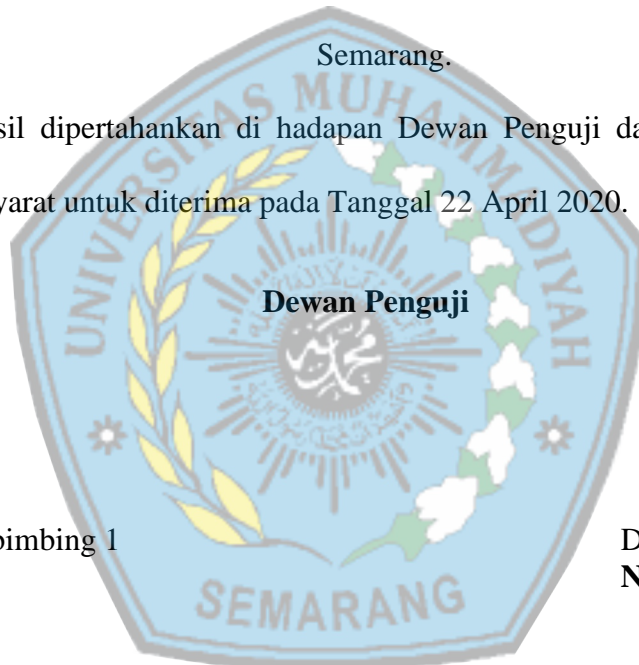 Semarang.
sil dipertahankan di hadapan Dewan Penguji da
yarat untuk diterima pada Tanggal 22 April 2020.
Dewan Penguji
UNIVERSITAS MUHAMMADIYAH
bimbing 1
D
N
SEMARANG